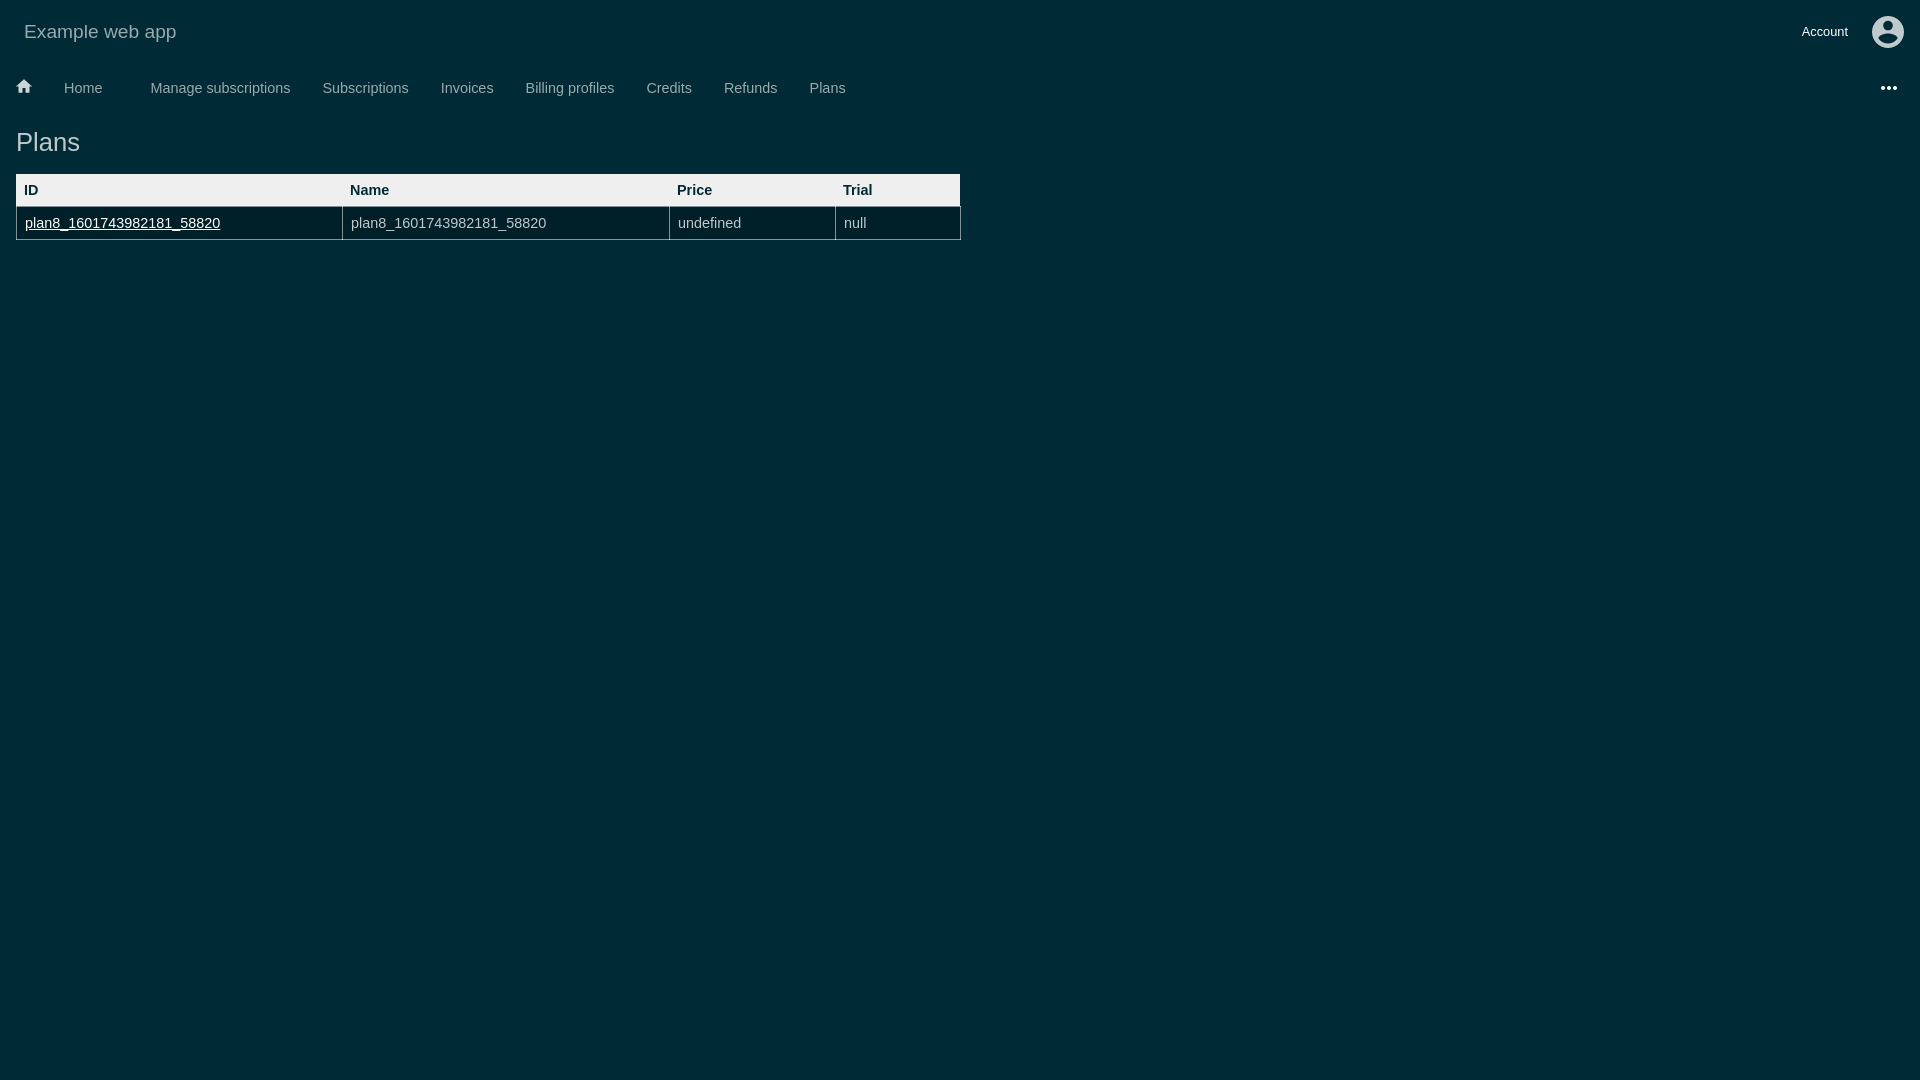 Example web app
Account
Home Manage subscriptions Subscriptions Invoices Billing profiles Credits Refunds Plans
Plans
ID Name Price Trial
plan8_1601743982181_58820 plan8_1601743982181_58820 undefined null